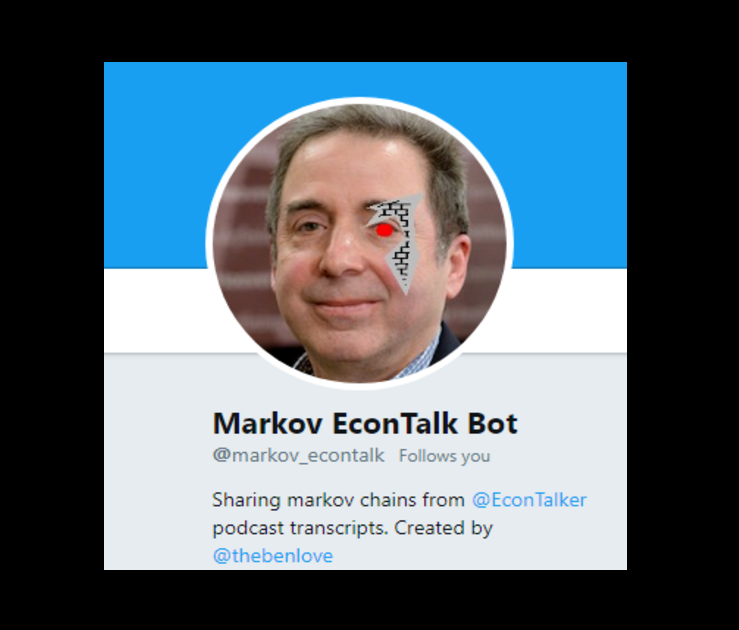 Markov EconTalk Bot
@markov_econtalk Follows you
Sharing markov chains from @EconTalker
podcast transcripts. Created by
@thebenlove